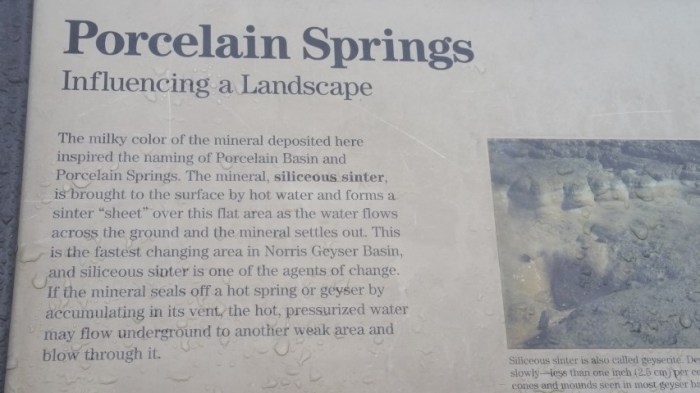 Porcelain Springs
Influencing a Landscape
The milky color of the mineral deposited here
inspired the naming of Porcelain Basin and
Porcelain Springs. The mineral, siliceous sinter,
is brought to the surface by hot water and forms a
sinter “sheet” over this flat area as the water flows
across the ground and the mineral settles out. This
is the fastest changing area in Norris Geyser Basin,
and siliceous sinter is one of the agents of change.
If the mineral seals off a hot spring or geyser by
accumulating in its vent, the hot, pressurized water
may flow underground to another weak area and
blow through it.
Siliceous sinter is also called geyserite. De
slowly—less than one inch (2.5 cm) per ce
cones and mounds seen in most geyser ba